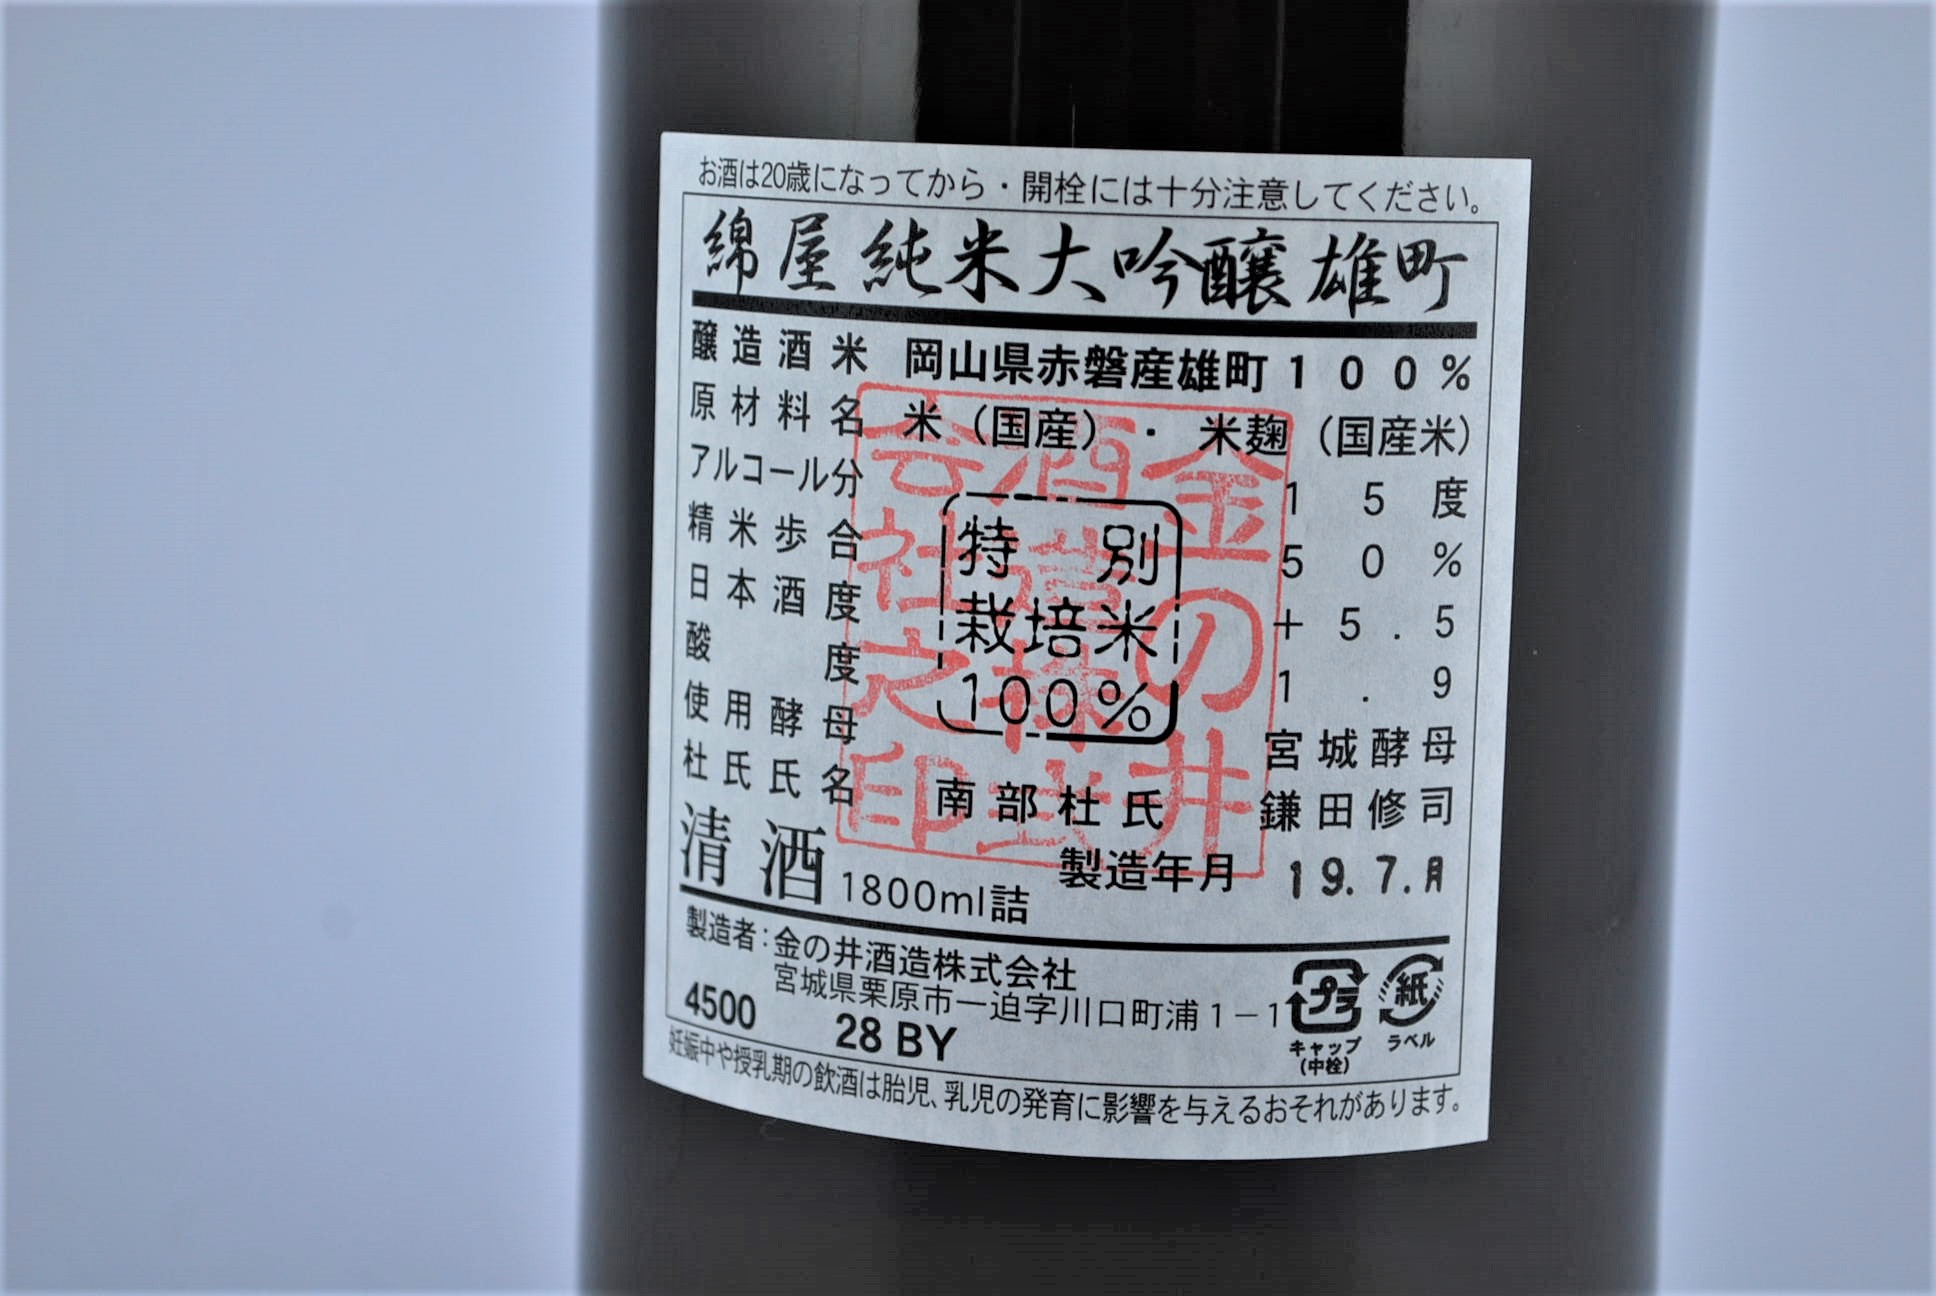 お酒は20歳になってから・開栓には十分注意してください。
綿屋 純米大吟醸 雄町
醸造酒米 岡山県赤磐産雄町100%
原材料名 米（国産）・ 米麹（国産米）
アルコール分 15度
精米歩合 50%
日本酒度 +5.5
酸度 1.9
使用酵母 宮城酵母
杜氏氏名 南部杜氏 鎌田修司
特別
栽培米
100%
金の井
酒造株式
会社之印
清酒 1800ml詰 製造年月 19.7.月
製造者:金の井酒造株式会社
宮城県栗原市一迫字川口町浦1-1
4500 28BY
キャップ
(中栓)
紙
ラベル
プラ
妊娠中や授乳期の飲酒は胎児、乳児の発育に影響を与えるおそれがあります。